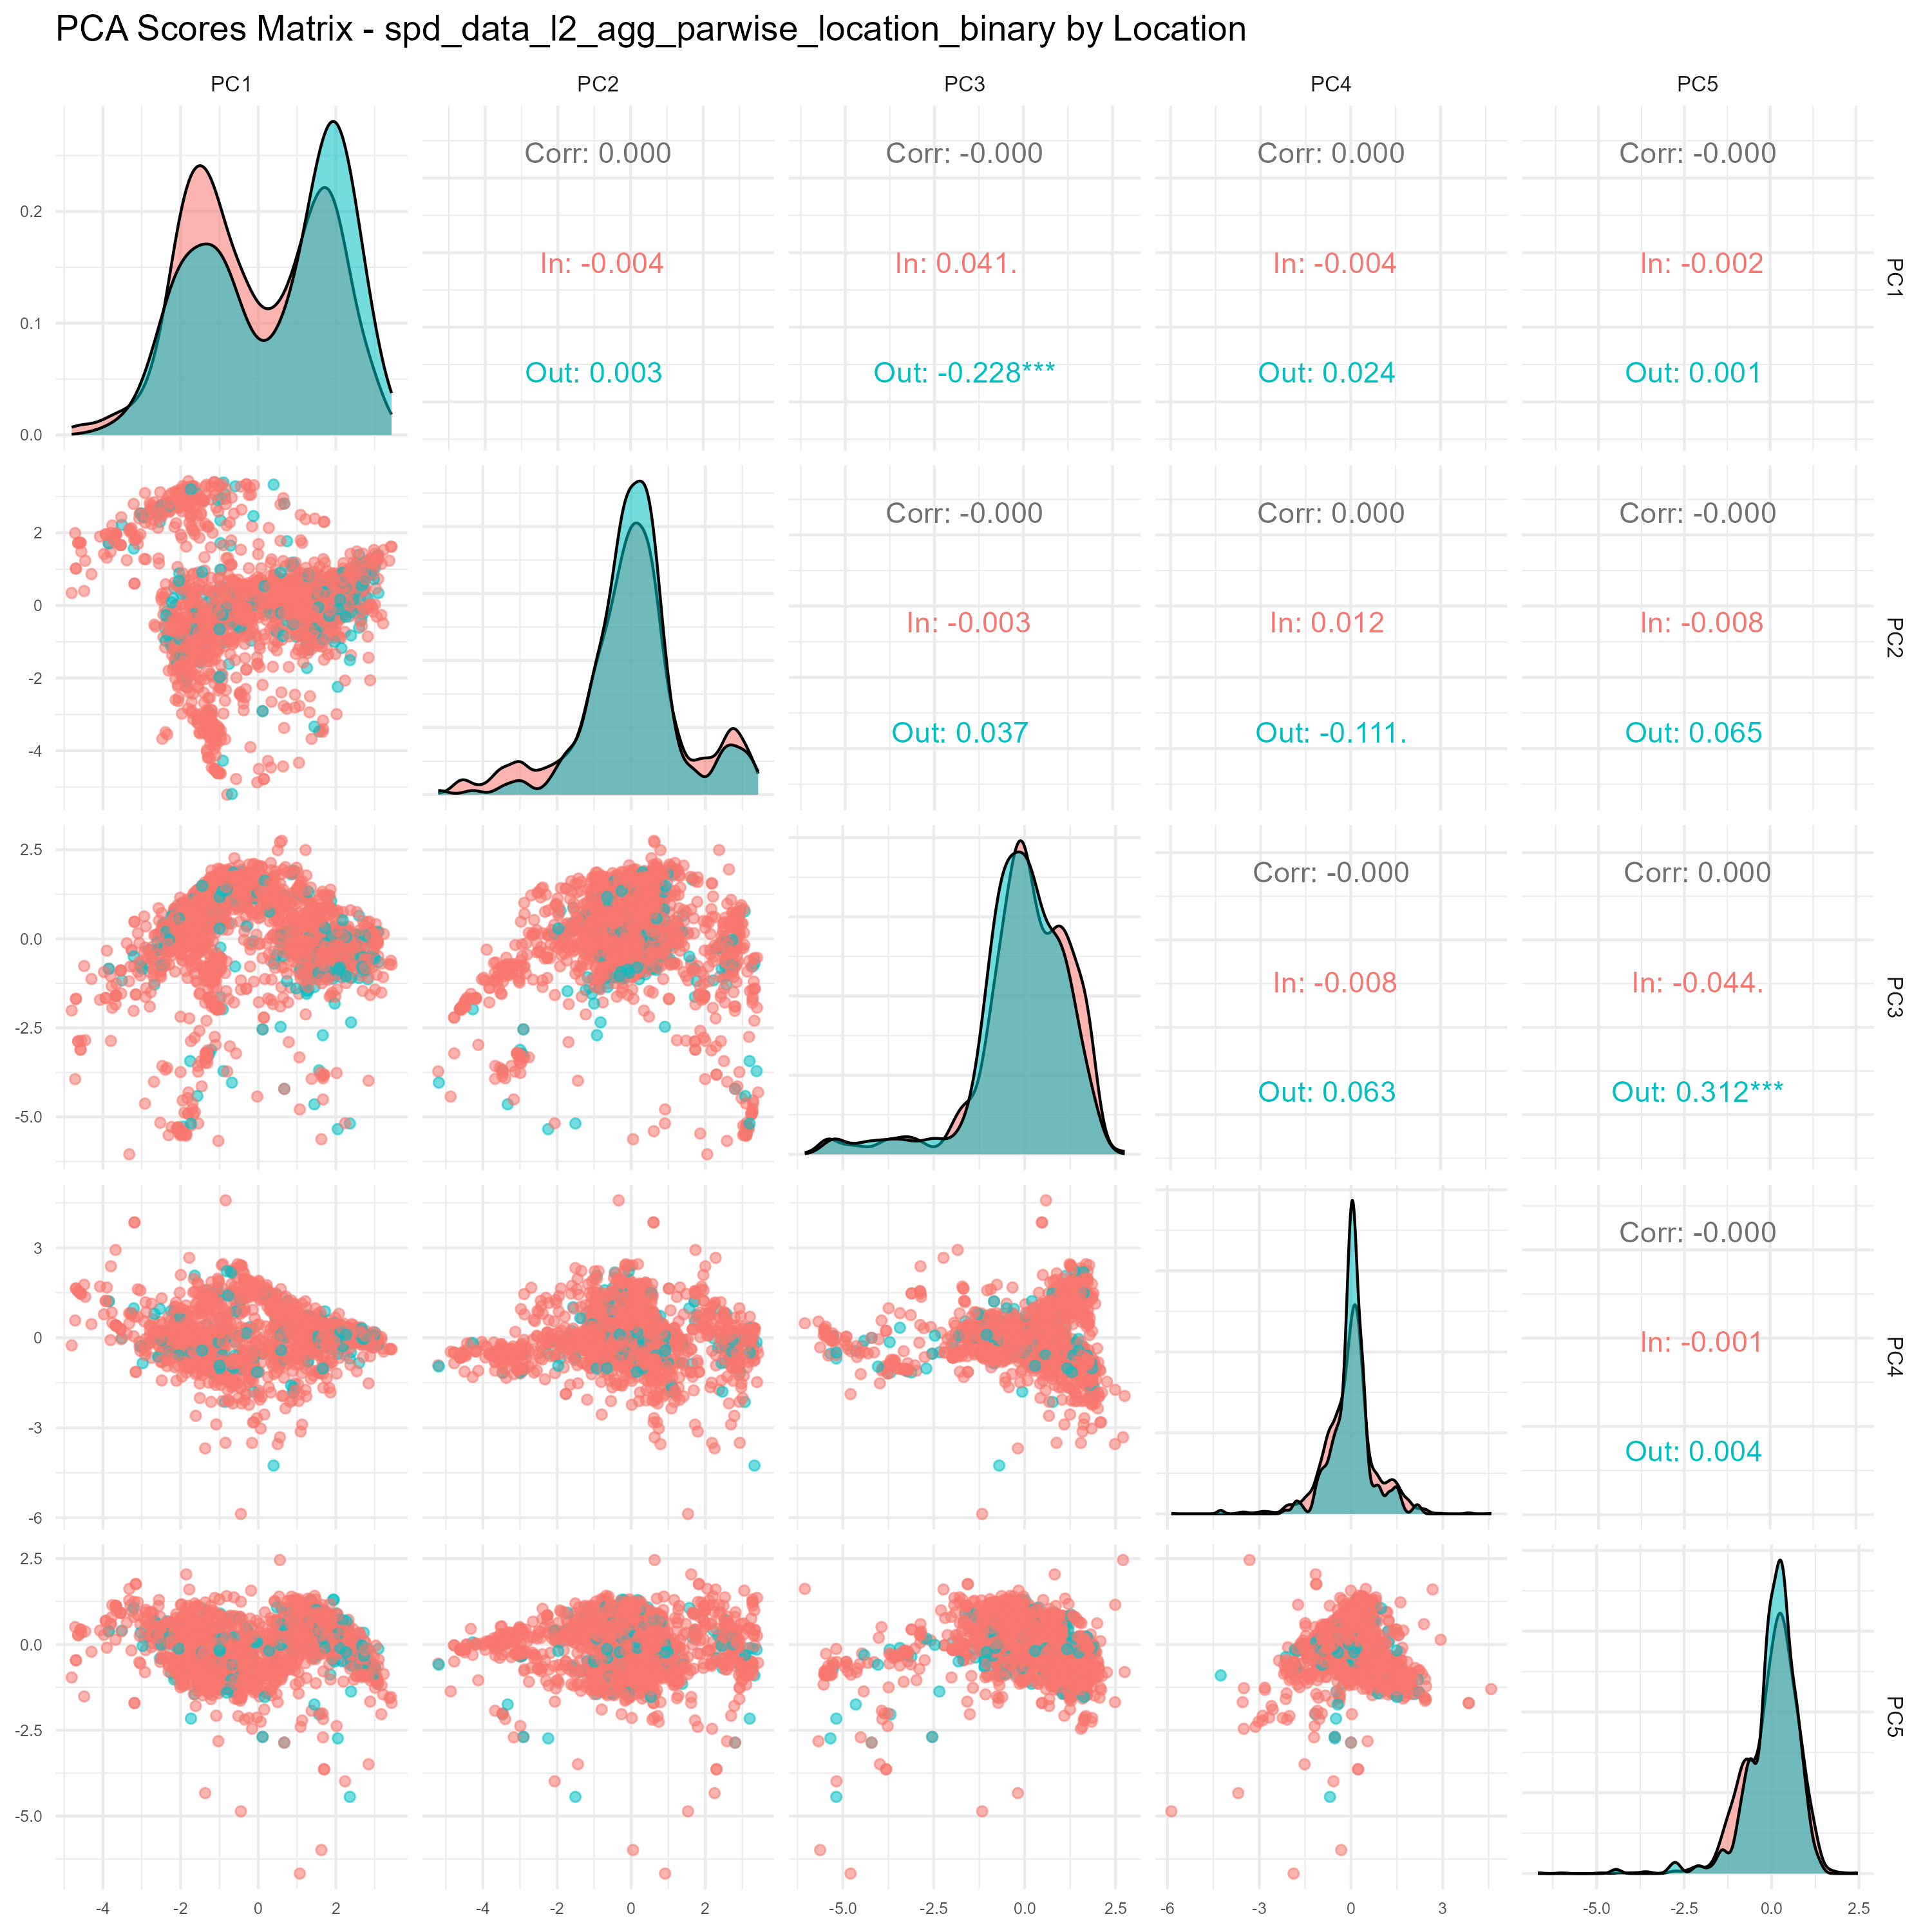 PCA Scores Matrix - spd_data_l2_agg_parwise_location_binary by Location
PC1 PC2 PC3 PC4 PC5
Corr: 0.000 Corr: -0.000 Corr: 0.000 Corr: -0.000
In: -0.004 In: 0.041. In: -0.004 In: -0.002
Out: 0.003 Out: -0.228*** Out: 0.024 Out: 0.001
0.2
0.1
0.0
PC1
Corr: -0.000 Corr: 0.000 Corr: -0.000
In: -0.003 In: 0.012 In: -0.008
Out: 0.037 Out: -0.111. Out: 0.065
2
0
-2
-4
PC2
Corr: -0.000 Corr: 0.000
In: -0.008 In: -0.044.
Out: 0.063 Out: 0.312***
2.5
0.0
-2.5
-5.0
PC3
Corr: -0.000
In: -0.001
Out: 0.004
3
0
-3
-6
PC4
2.5
0.0
-2.5
-5.0
PC5
-4 -2 0 2 -4 -2 0 2 -5.0 -2.5 0.0 2.5 -6 -3 0 3 -5.0 -2.5 0.0 2.5